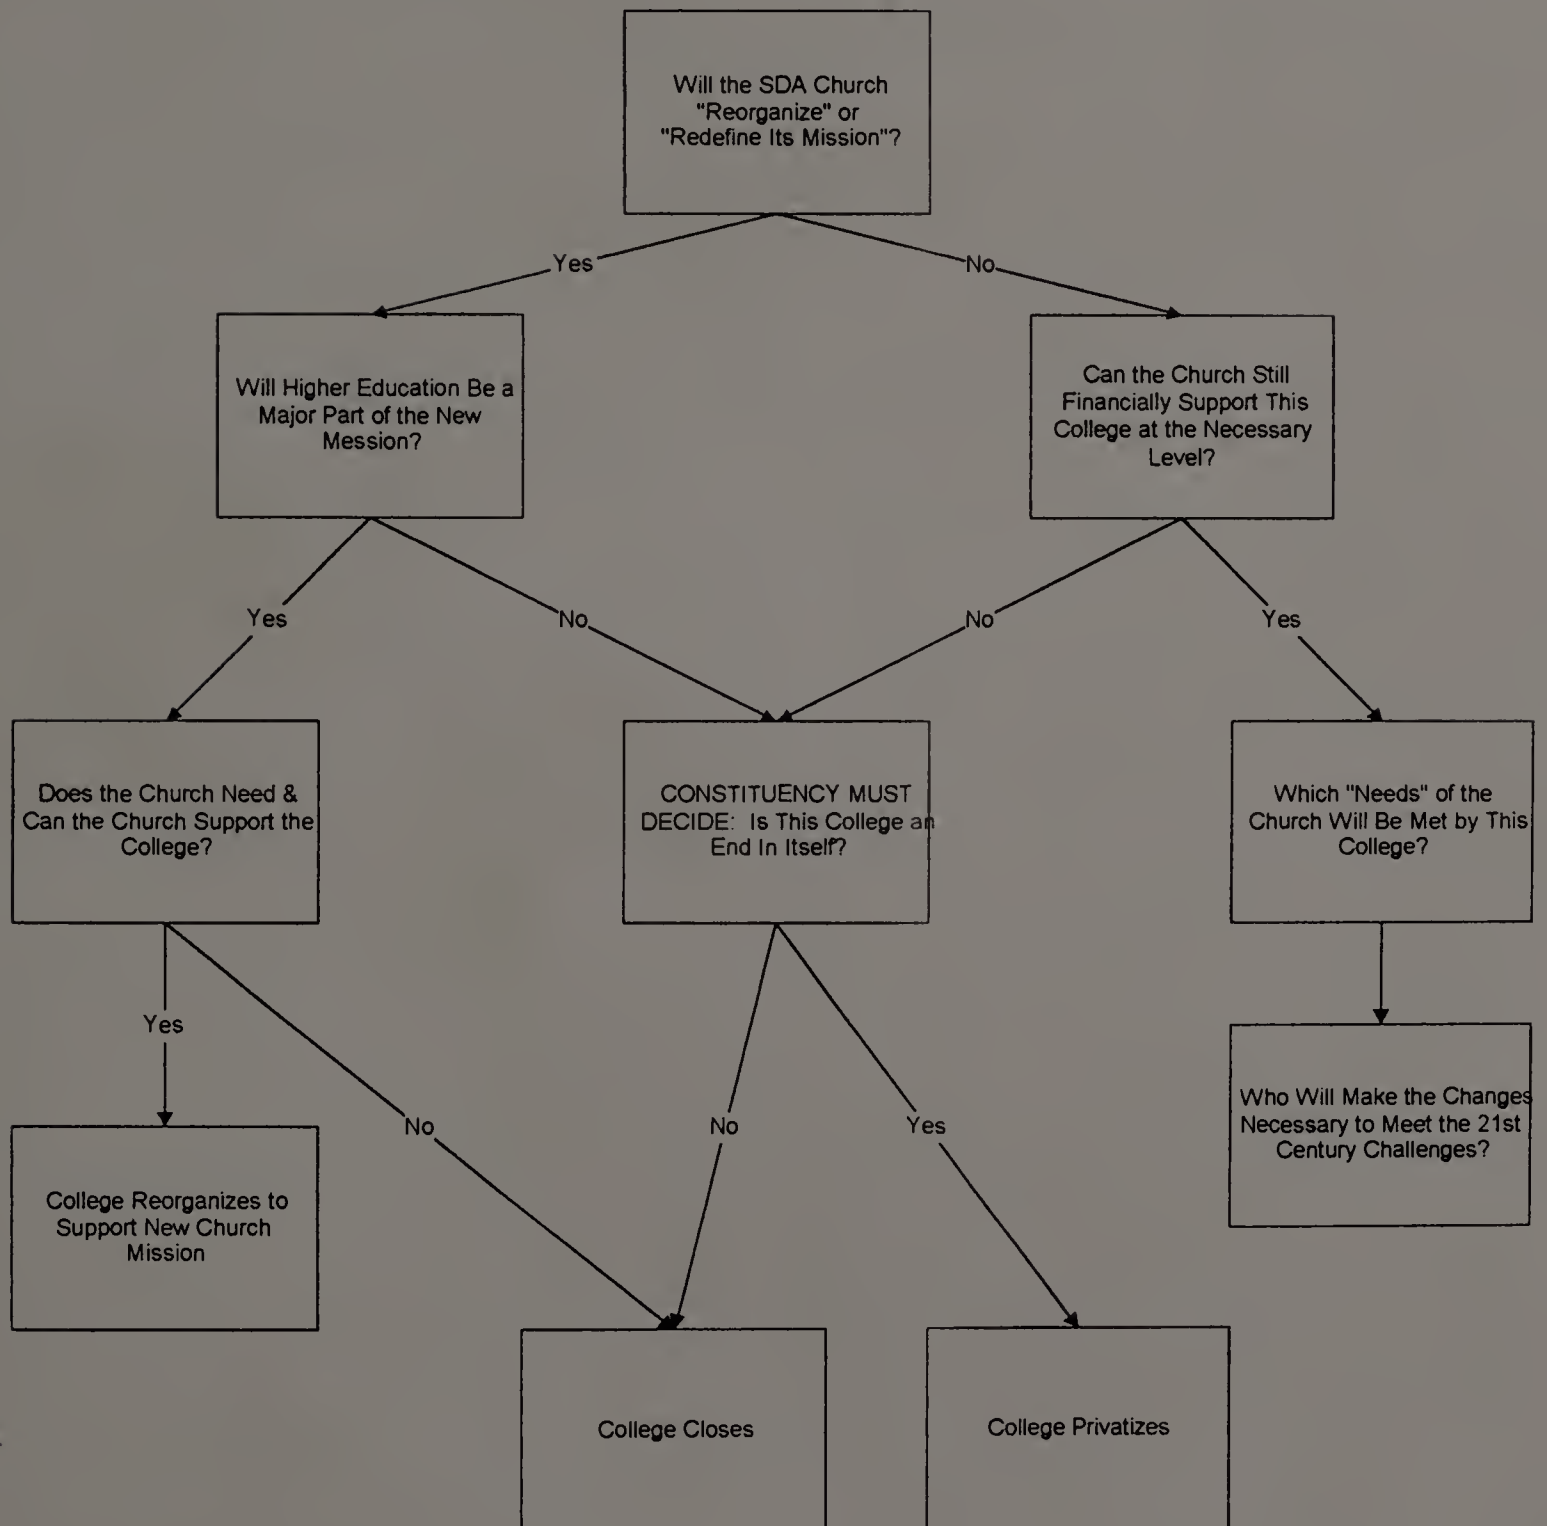 Will the SDA Church
"Reorganize" or
"Redefine Its Mission"?
Yes
No
Will Higher Education Be a
Major Part of the New
Mession?
Can the Church Still
Financially Support This
College at the Necessary
Level?
Yes
No
No
Yes
Does the Church Need &
Can the Church Support the
College?
CONSTITUENCY MUST
DECIDE: Is This College an
End In Itself?
Which "Needs" of the
Church Will Be Met by This
College?
Yes
No
No
Yes
Who Will Make the Changes
Necessary to Meet the 21st
Century Challenges?
College Reorganizes to
Support New Church
Mission
College Closes
College Privatizes